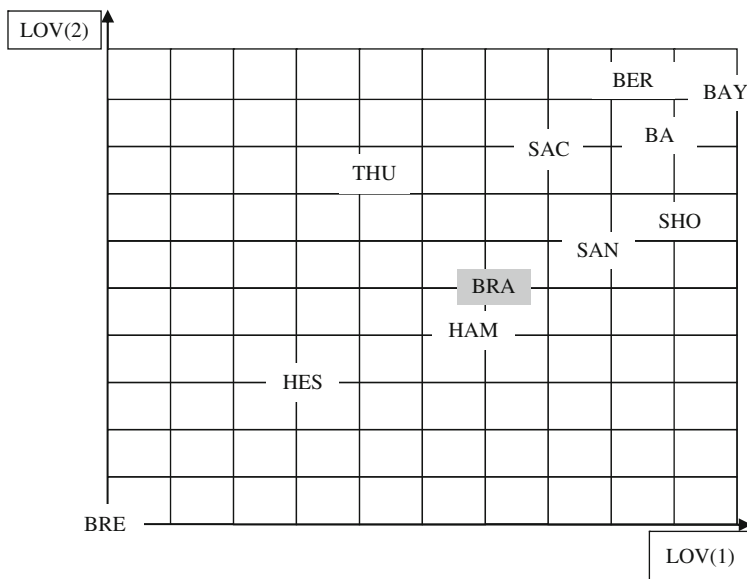 LOV(2)
BER
BAY
BA
SAC
THU
SHO
SAN
BRA
HAM
HES
BRE
LOV(1)